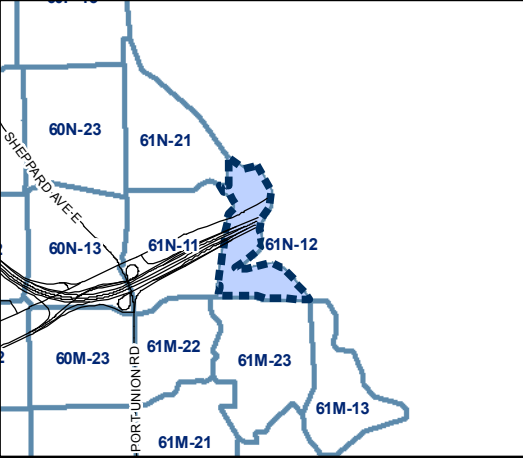 60N-23
61N-21
SHEPPARD AVE E
60N-13
61N-11
61N-12
60M-23
61M-22
61M-23
PORT UNION RD
61M-13
61M-21